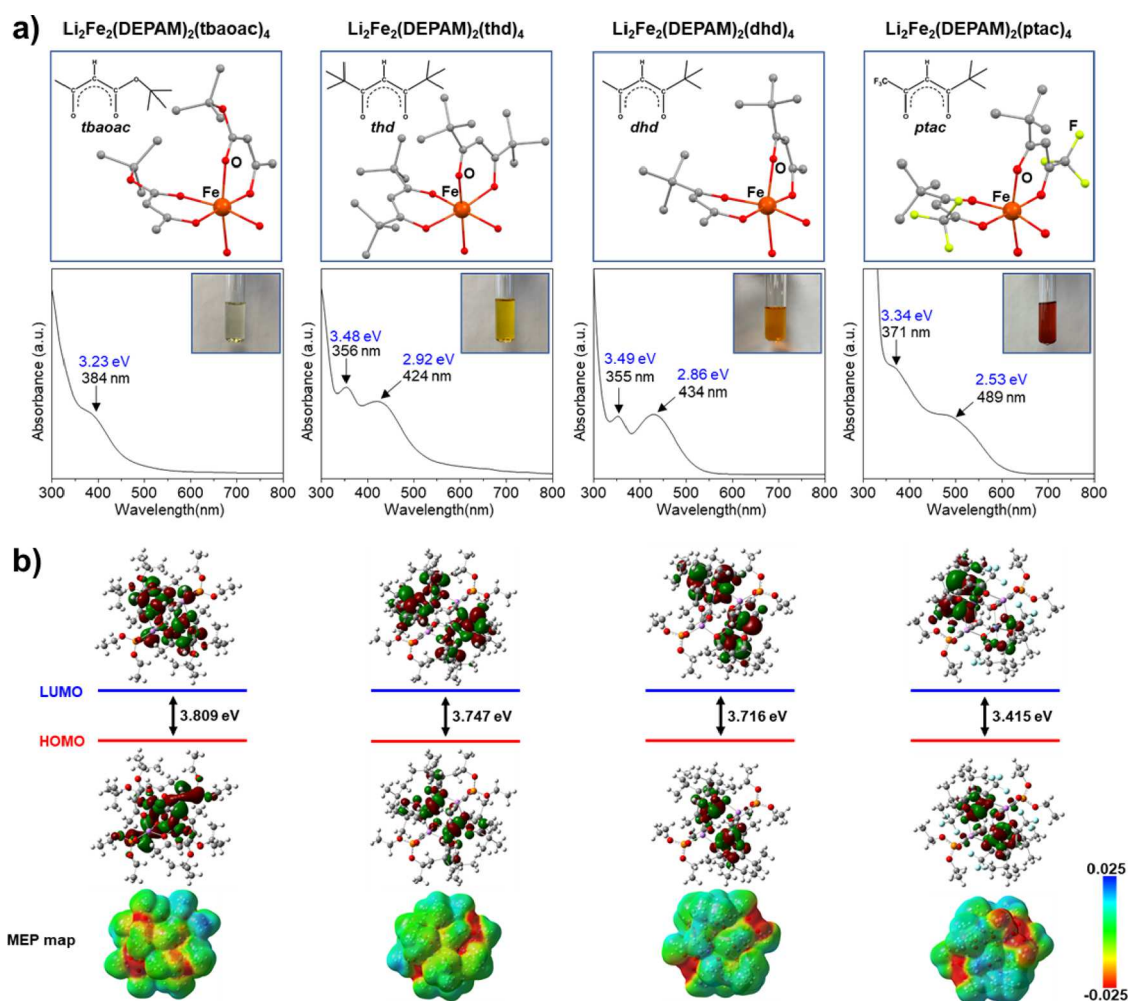 a)
Li2Fe2(DEPAM)2(tbaoac)4
Li2Fe2(DEPAM)2(thd)4
Li2Fe2(DEPAM)2(dhd)4
Li2Fe2(DEPAM)2(ptac)4
H
C
C
C
O
O
O
tbaoac
O
Fe
H
C
C
C
O
O
thd
O
Fe
H
C
C
C
O
O
dhd
O
Fe
H
F3C
C
C
C
O
O
ptac
F
O
Fe
Absorbance (a.u.)
3.23 eV
384 nm
300 400 500 600 700 800
Wavelength(nm)
Absorbance (a.u.)
3.48 eV
356 nm
2.92 eV
424 nm
300 400 500 600 700 800
Wavelength(nm)
Absorbance (a.u.)
3.49 eV
355 nm
2.86 eV
434 nm
300 400 500 600 700 800
Wavelength(nm)
Absorbance (a.u.)
3.34 eV
371 nm
2.53 eV
489 nm
300 400 500 600 700 800
Wavelength(nm)
b)
LUMO
3.809 eV
3.747 eV
3.716 eV
3.415 eV
HOMO
MEP map
0.025
-0.025